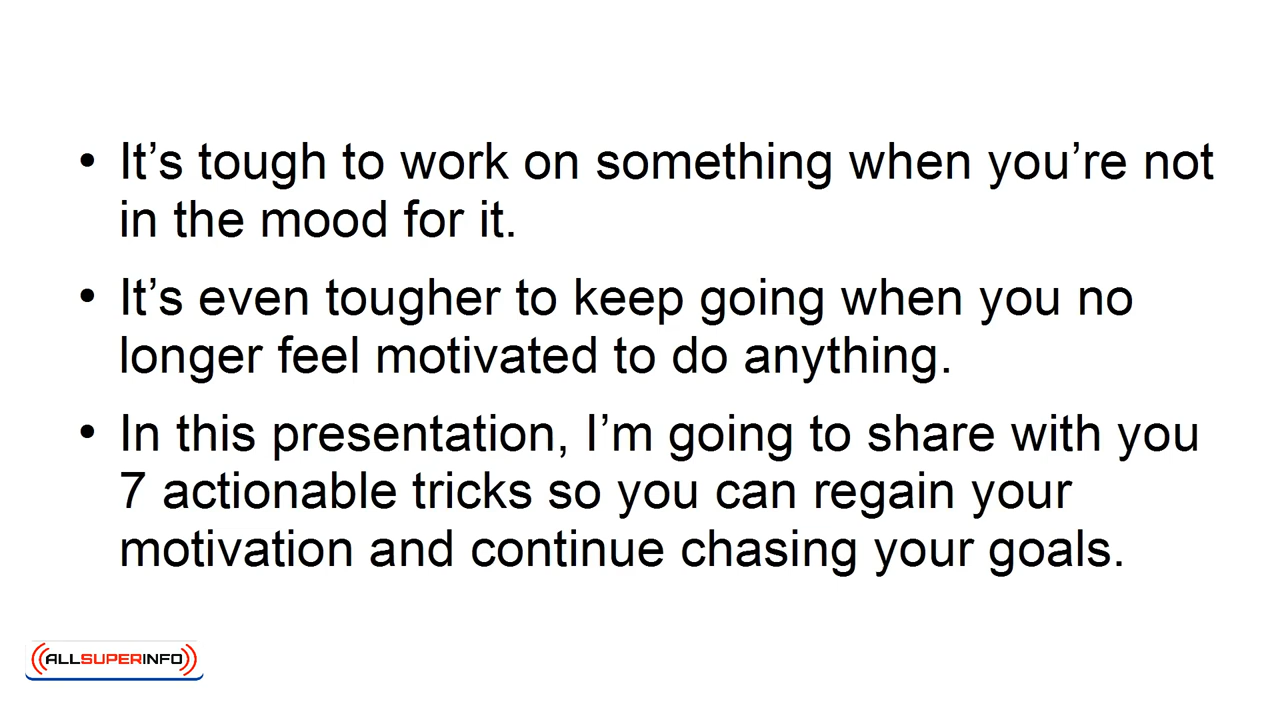 • It’s tough to work on something when you’re not
in the mood for it.
• It’s even tougher to keep going when you no
longer feel motivated to do anything.
• In this presentation, I’m going to share with you
7 actionable tricks so you can regain your
motivation and continue chasing your goals.
ALLSUPERINFO